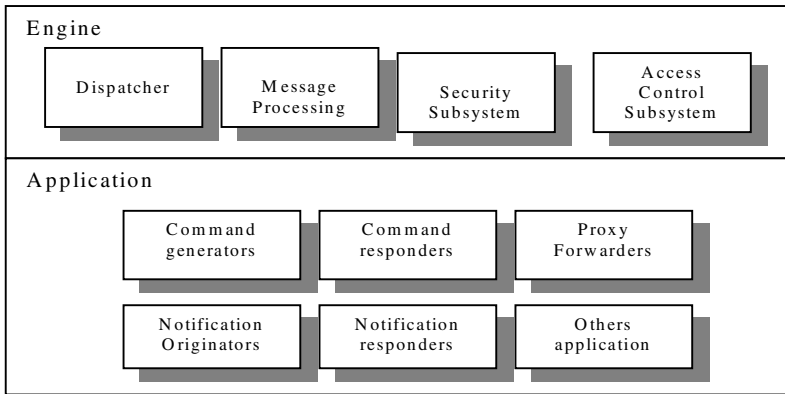 Engine
Dispatcher
Message
Processing
Security
Subsystem
Access
Control
Subsystem
Application
Command
generators
Command
responders
Proxy
Forwarders
Notification
Originators
Notification
responders
Others
application